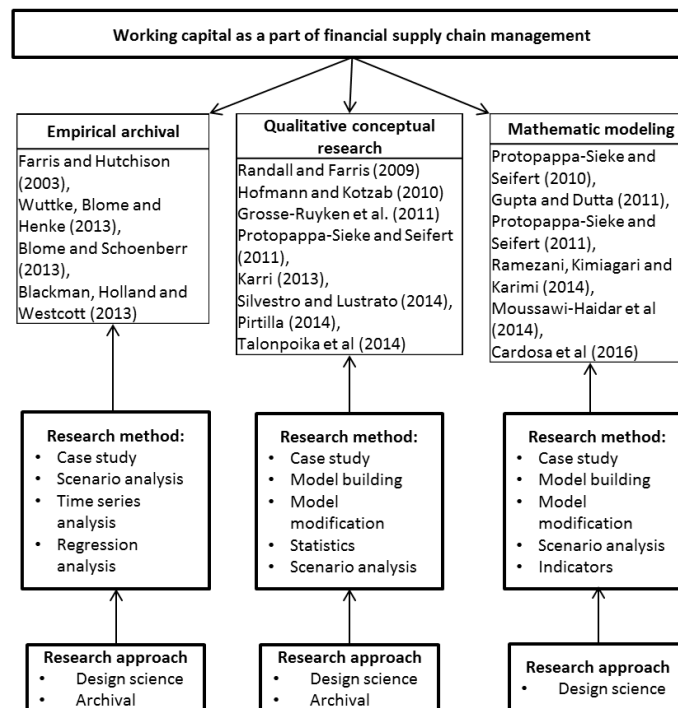 Working capital as a part of financial supply chain management
Empirical archival
Farris and Hutchison
(2003),
Wuttke, Blome and
Henke (2013),
Blome and Schoenberr
(2013),
Blackman, Holland and
Westcott (2013)
Qualitative conceptual
research
Randall and Farris (2009)
Hofmann and Kotzab (2010)
Grosse-Ruyken et al. (2011)
Protopappa-Sieke and Seifert
(2011),
Karri (2013),
Silvestro and Lustrato (2014),
Pirtilla (2014),
Talonpoika et al (2014)
Mathematic modeling
Protopappa-Sieke and
Seifert (2010),
Gupta and Dutta (2011),
Protopappa-Sieke and
Seifert (2011),
Ramezani, Kimiagari and
Karimi (2014),
Moussawi-Haidar et al
(2014),
Cardosa et al (2016)
Research method:
• Case study
• Scenario analysis
• Time series
analysis
• Regression
analysis
Research method:
• Case study
• Model building
• Model
modification
• Statistics
• Scenario analysis
Research method:
• Case study
• Model building
• Model
modification
• Scenario analysis
• Indicators
Research approach
• Design science
• Archival
Research approach
• Design science
• Archival
Research approach
• Design science